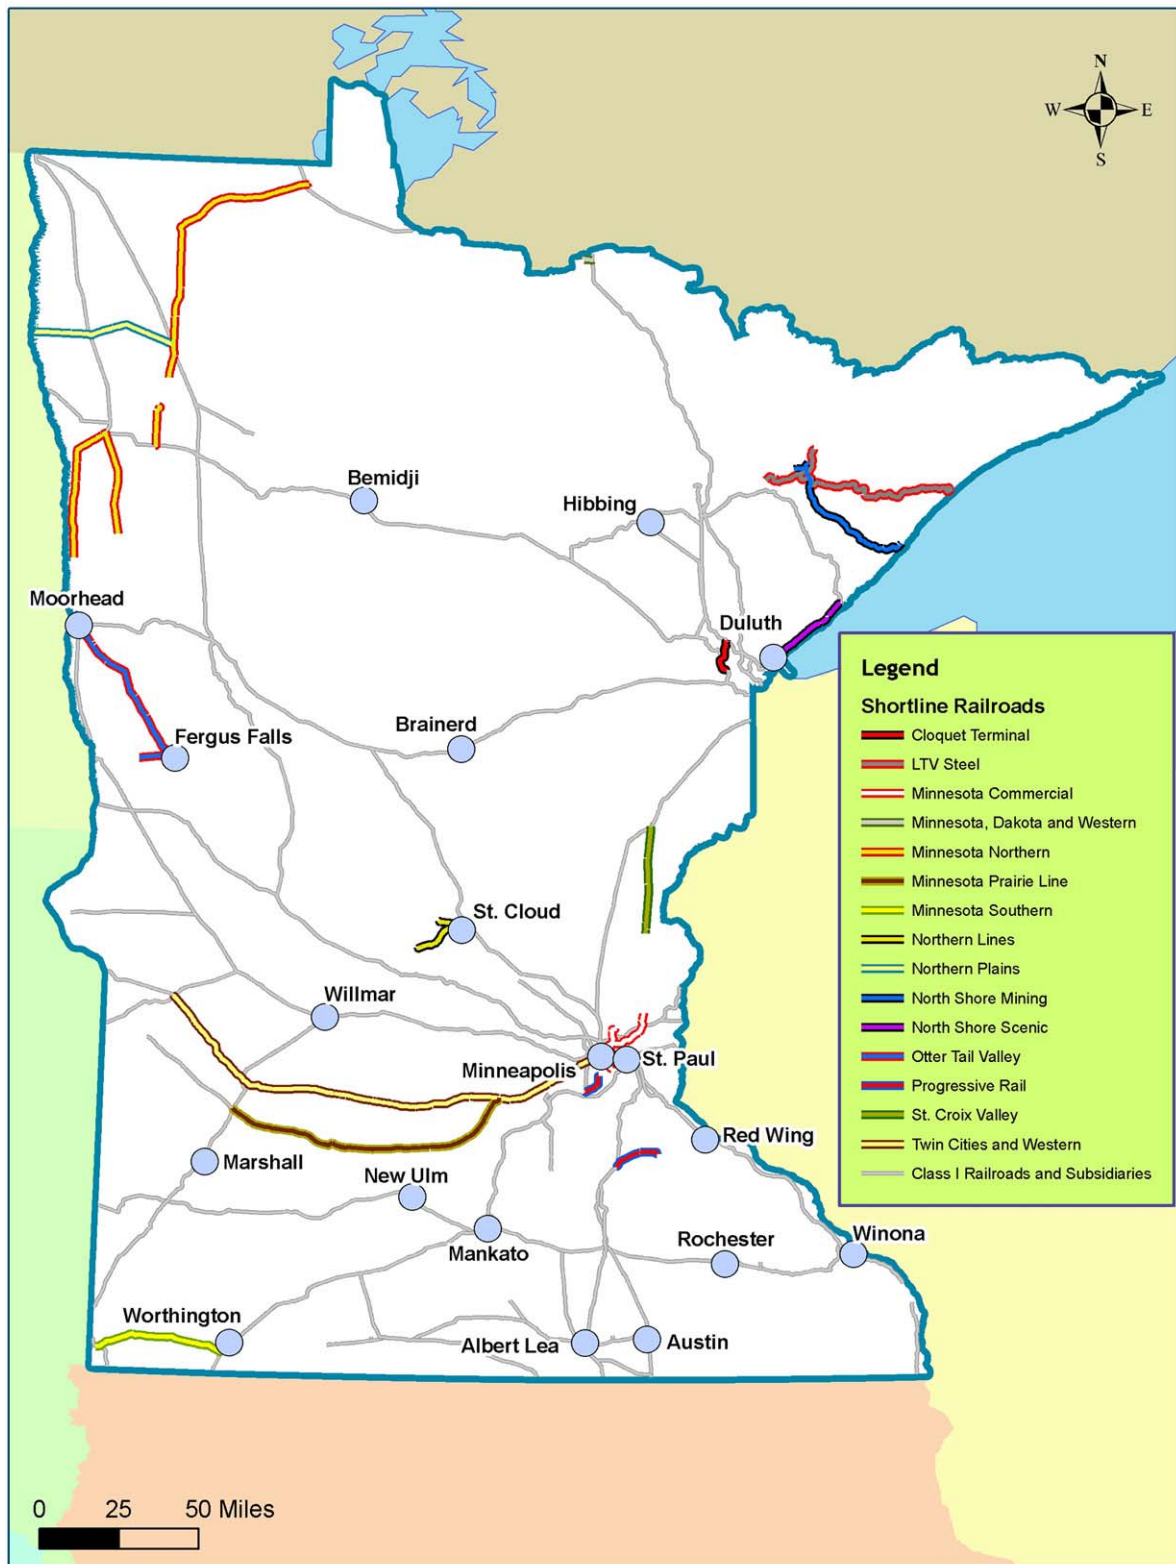 N
W E
S
Bemidji
Hibbing
Moorhead
Duluth
Fergus Falls
Brainerd
St. Cloud
Willmar
Minneapolis
St. Paul
Red Wing
Marshall
New Ulm
Mankato
Rochester
Winona
Worthington
Albert Lea
Austin
Legend
Shortline Railroads
Cloquet Terminal
LTV Steel
Minnesota Commercial
Minnesota, Dakota and Western
Minnesota Northern
Minnesota Prairie Line
Minnesota Southern
Northern Lines
Northern Plains
North Shore Mining
North Shore Scenic
Otter Tail Valley
Progressive Rail
St. Croix Valley
Twin Cities and Western
Class I Railroads and Subsidiaries
0 25 50 Miles